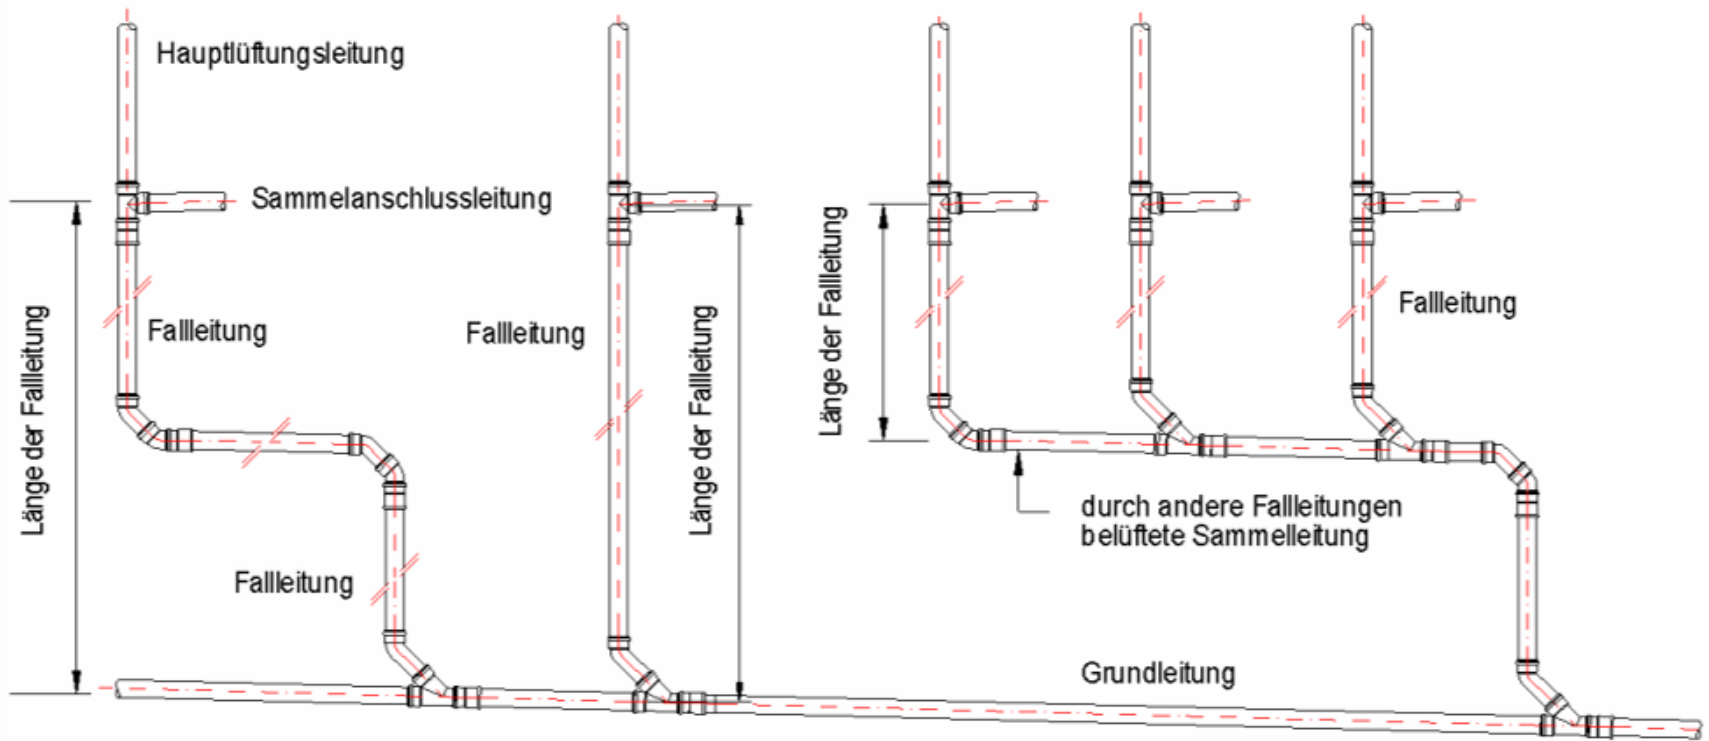 Hauptlüftungsleitung
Sammelanschlussleitung
Länge der Fallleitung
Fallleitung
Fallleitung
Fallleitung
Länge der Fallleitung
Länge der Fallleitung
Fallleitung
durch andere Fallleitungen
belüftete Sammelleitung
Grundleitung